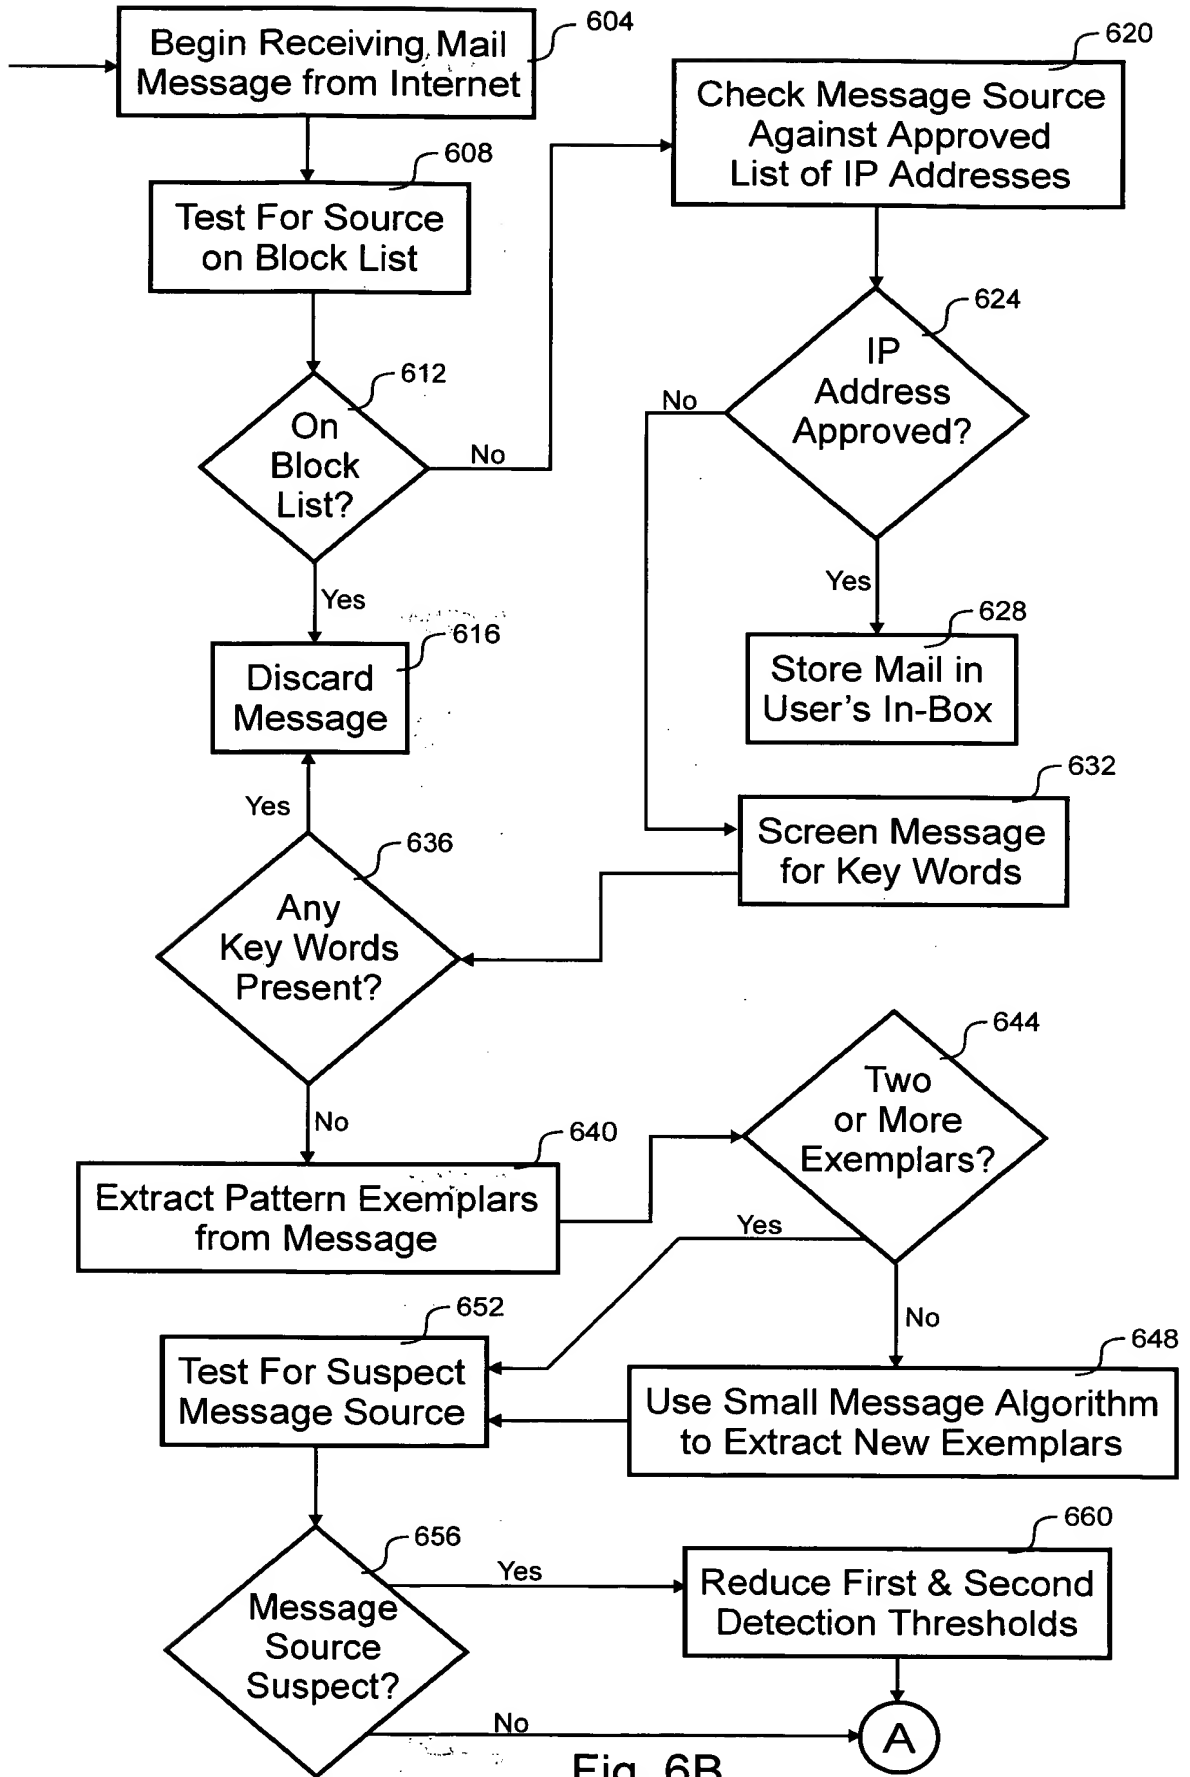 Begin Receiving Mail
Message from Internet
604
Test For Source
on Block List
608
On
Block
List?
612
No
Yes
Discard
Message
616
Check Message Source
Against Approved
List of IP Addresses
620
IP
Address
Approved?
624
No
Yes
Store Mail in
User's In-Box
628
Screen Message
for Key Words
632
Any
Key Words
Present?
636
Yes
No
Extract Pattern Exemplars
from Message
640
Two
or More
Exemplars?
644
Yes
No
Use Small Message Algorithm
to Extract New Exemplars
648
Test For Suspect
Message Source
652
Message
Source
Suspect?
656
Yes
No
Reduce First & Second
Detection Thresholds
660
A
Fig. 6B